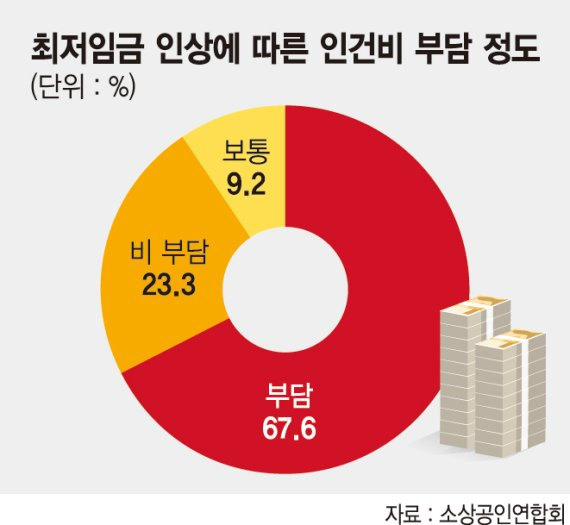 최저임금 인상에 따른 인건비 부담 정도
(단위 : %)
보통
9.2
비 부담
23.3
부담
67.6
자료 : 소상공인연합회